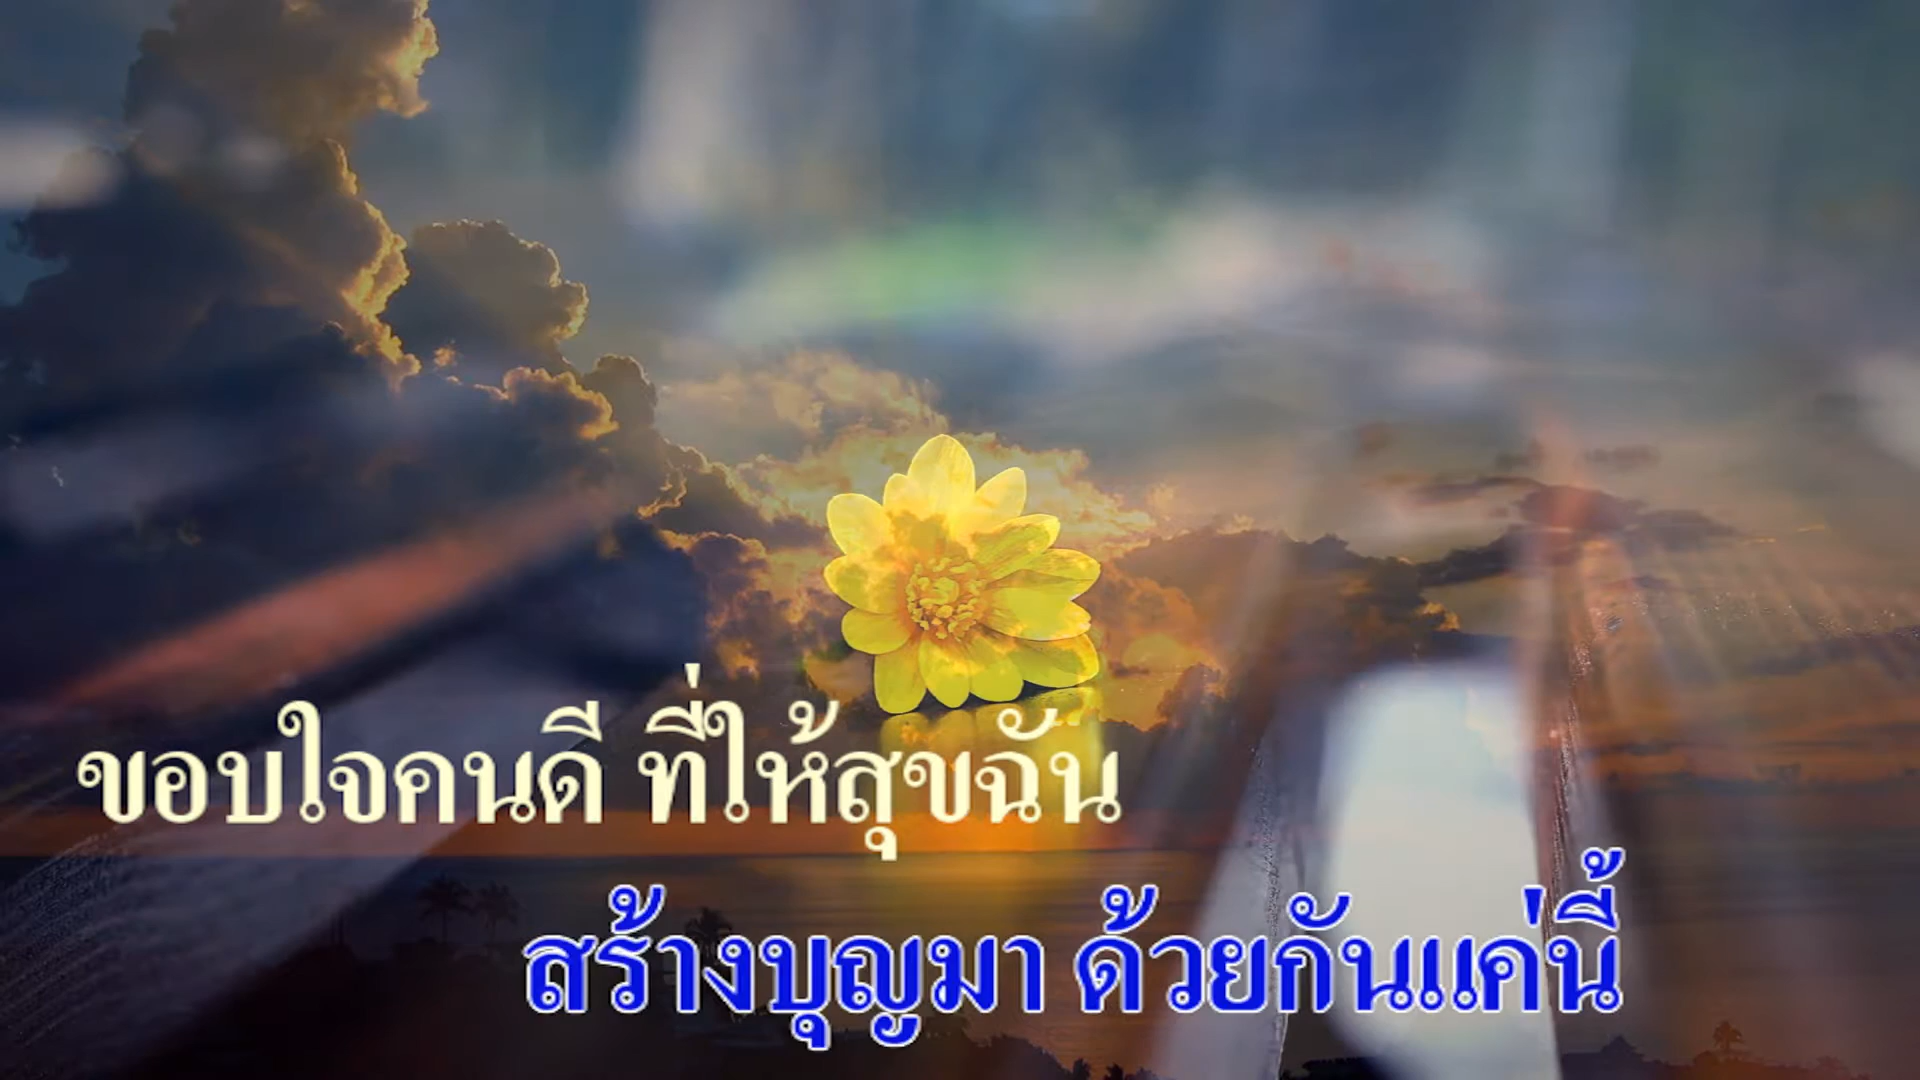 ขอบใจคนดี ที่ให้สุขฉัน
สร้างบุญมา ด้วยกันแค่นี้